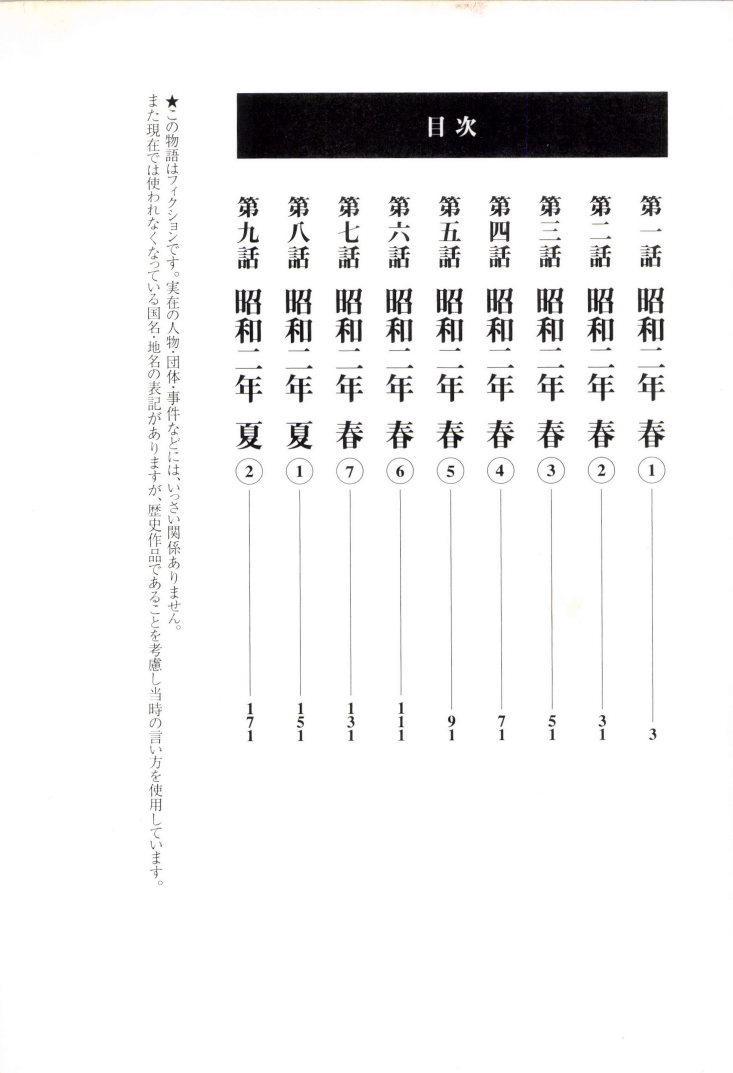 目次
第一話 昭和二年 春 ① 3
第二話 昭和二年 春 ② 31
第三話 昭和二年 春 ③ 51
第四話 昭和二年 春 ④ 71
第五話 昭和二年 春 ⑤ 91
第六話 昭和二年 春 ⑥ 111
第七話 昭和二年 春 ⑦ 131
第八話 昭和二年 夏 ① 151
第九話 昭和二年 夏 ② 171
★この物語はフィクションです。実在の人物・団体・事件などには、いっさい関係ありません。
また現在では使われなくなっている国名・地名の表記がありますが、歴史作品であることを考慮し当時の言い方を使用しています。